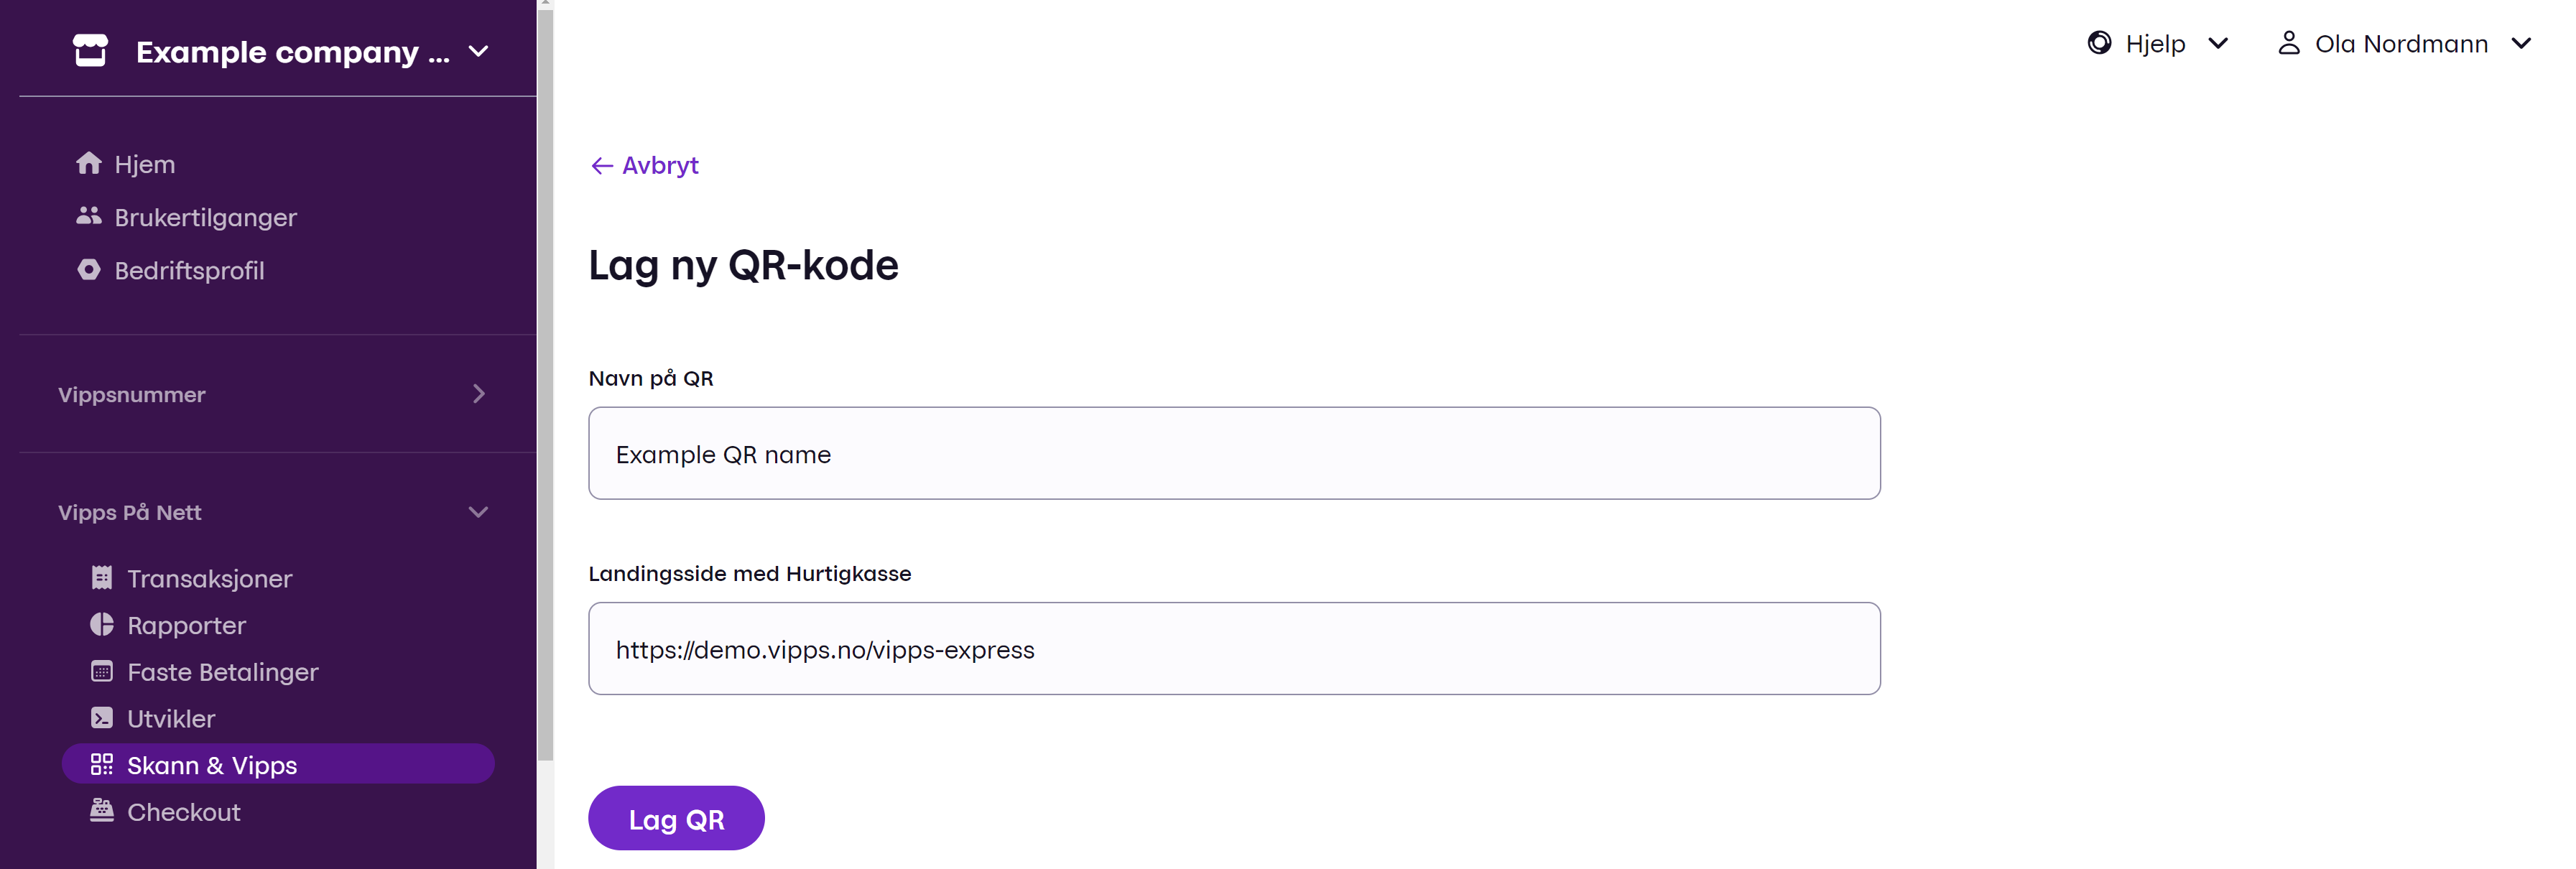 Example company ...
Hjem
Brukertilganger
Bedriftsprofil
Vippsnummer
Vipps På Nett
Transaksjoner
Rapporter
Faste Betalinger
Utvikler
Skann & Vipps
Checkout
Hjelp
Ola Nordmann
Avbryt
Lag ny QR-kode
Navn på QR
Example QR name
Landingsside med Hurtigkasse
https://demo.vipps.no/vipps-express
Lag QR